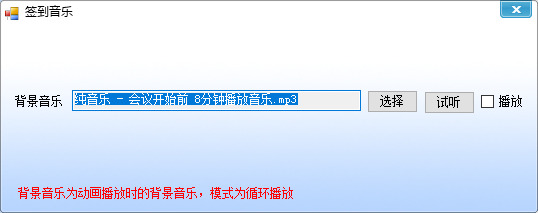 签到音乐
背景音乐 纯音乐 - 会议开始前 8分钟播放音乐.mp3 选择 试听 播放
背景音乐为动画播放时的背景音乐，模式为循环播放